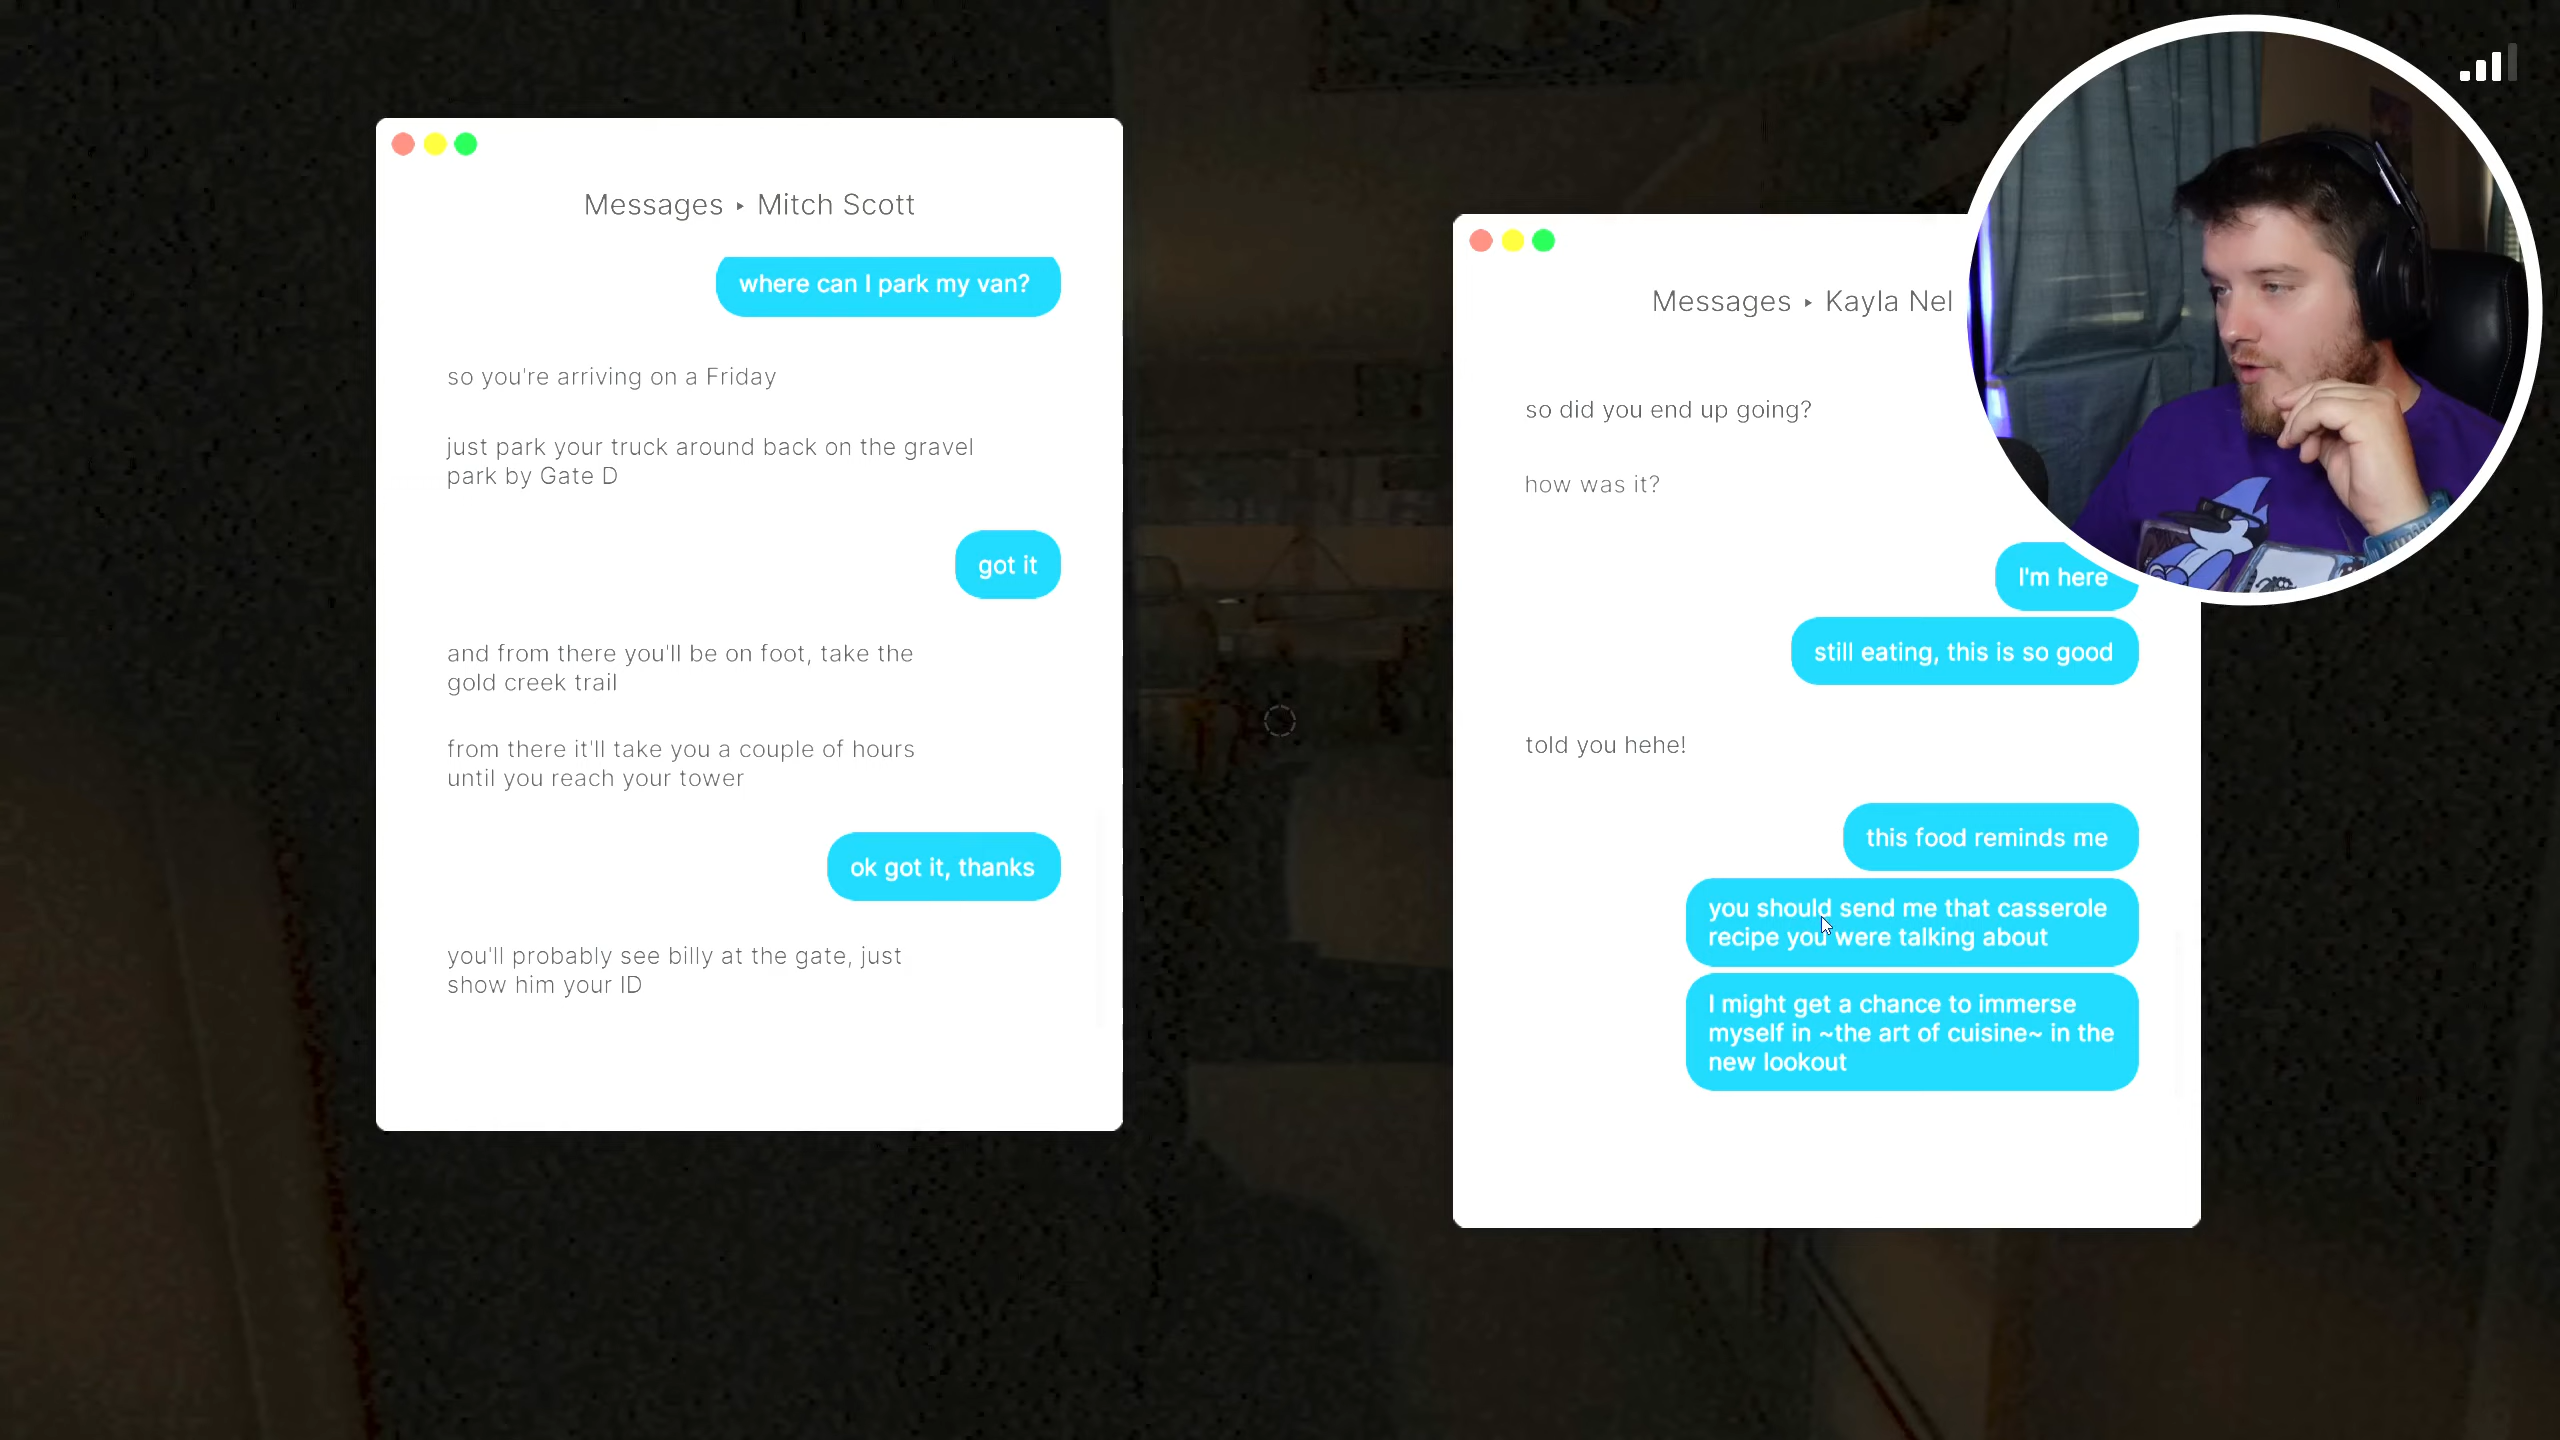 Messages ▸ Mitch Scott
where can I park my van?
so you're arriving on a Friday
just park your truck around back on the gravel
park by Gate D
got it
and from there you'll be on foot, take the
gold creek trail
from there it'll take you a couple of hours
until you reach your tower
ok got it, thanks
you'll probably see billy at the gate, just
show him your ID
Messages ▸ Kayla Nel
so did you end up going?
how was it?
I'm here
still eating, this is so good
told you hehe!
this food reminds me
you should send me that casserole
recipe you were talking about
I might get a chance to immerse
myself in ~the art of cuisine~ in the
new lookout